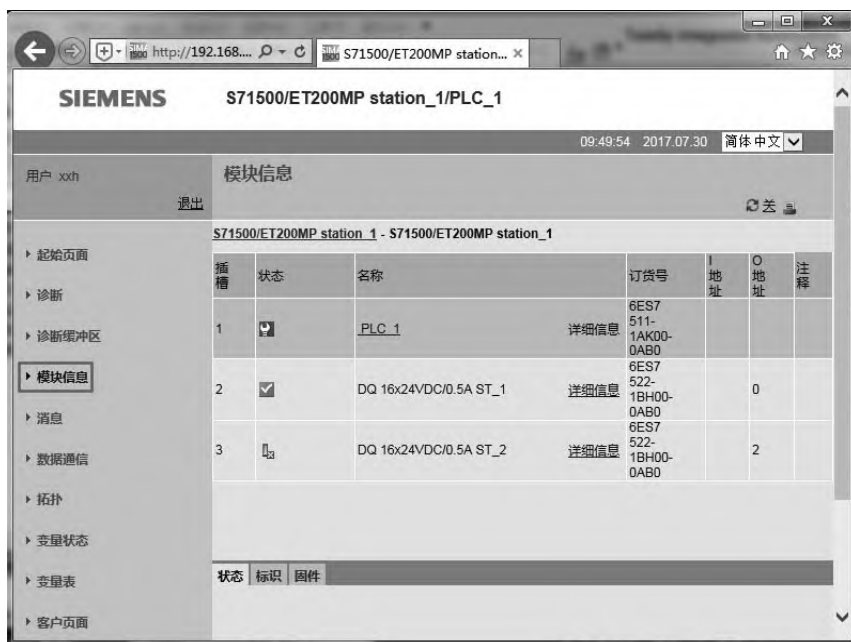 http://192.168.... S71500/ET200MP station...
SIEMENS S71500/ET200MP station_1/PLC_1
09:49:54 2017.07.30 简体中文
用户 xxh 模块信息
退出 关
S71500/ET200MP station_1 - S71500/ET200MP station_1
插槽 状态 名称 订货号 I地址 O地址 注释
1 PLC_1 详细信息 6ES7 511-1AK00-0AB0
2 DQ 16x24VDC/0.5A ST_1 详细信息 6ES7 522-1BH00-0AB0 0
3 DQ 16x24VDC/0.5A ST_2 详细信息 6ES7 522-1BH00-0AB0 2
起始页面
诊断
诊断缓冲区
模块信息
消息
数据通信
拓扑
变量状态
变量表
客户页面
状态 标识 固件